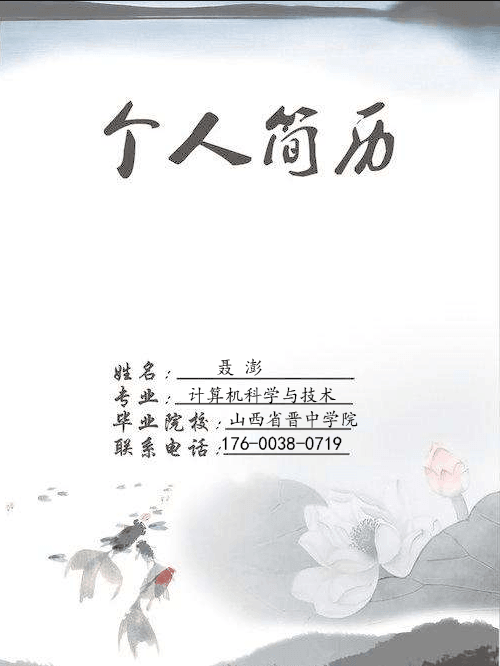 个人简历
姓名：聂 澎
专业：计算机科学与技术
毕业院校：山西省晋中学院
联系电话：176-0038-0719